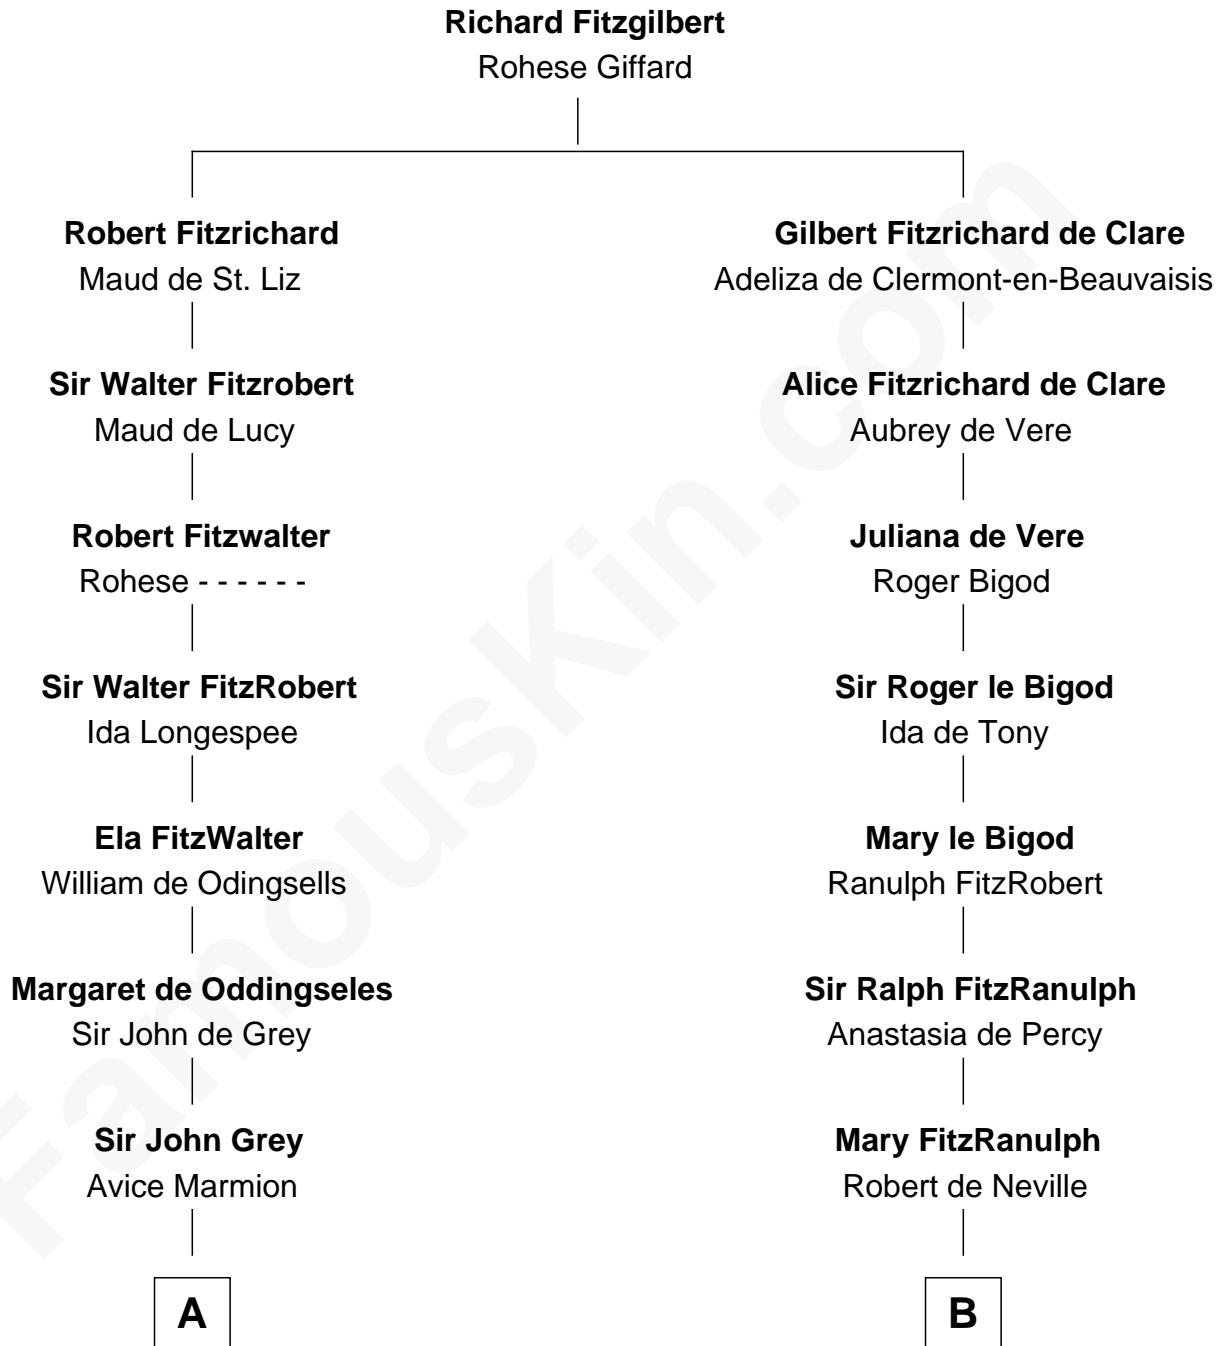 Richard Fitzgilbert
Rohese Giffard
Robert Fitzrichard
Maud de St. Liz
Gilbert Fitzrichard de Clare
Adeliza de Clermont-en-Beauvaisis
Sir Walter Fitzrobert
Maud de Lucy
Alice Fitzrichard de Clare
Aubrey de Vere
Robert Fitzwalter
Rohese - - - - - -
Juliana de Vere
Roger Bigod
Sir Walter FitzRobert
Ida Longespee
Sir Roger le Bigod
Ida de Tony
Ela FitzWalter
William de Odingsells
Mary le Bigod
Ranulph FitzRobert
Margaret de Oddingseles
Sir John de Grey
Sir Ralph FitzRanulph
Anastasia de Percy
Sir John Grey
Avice Marmion
Mary FitzRanulph
Robert de Neville
A
B
FamousKin.com